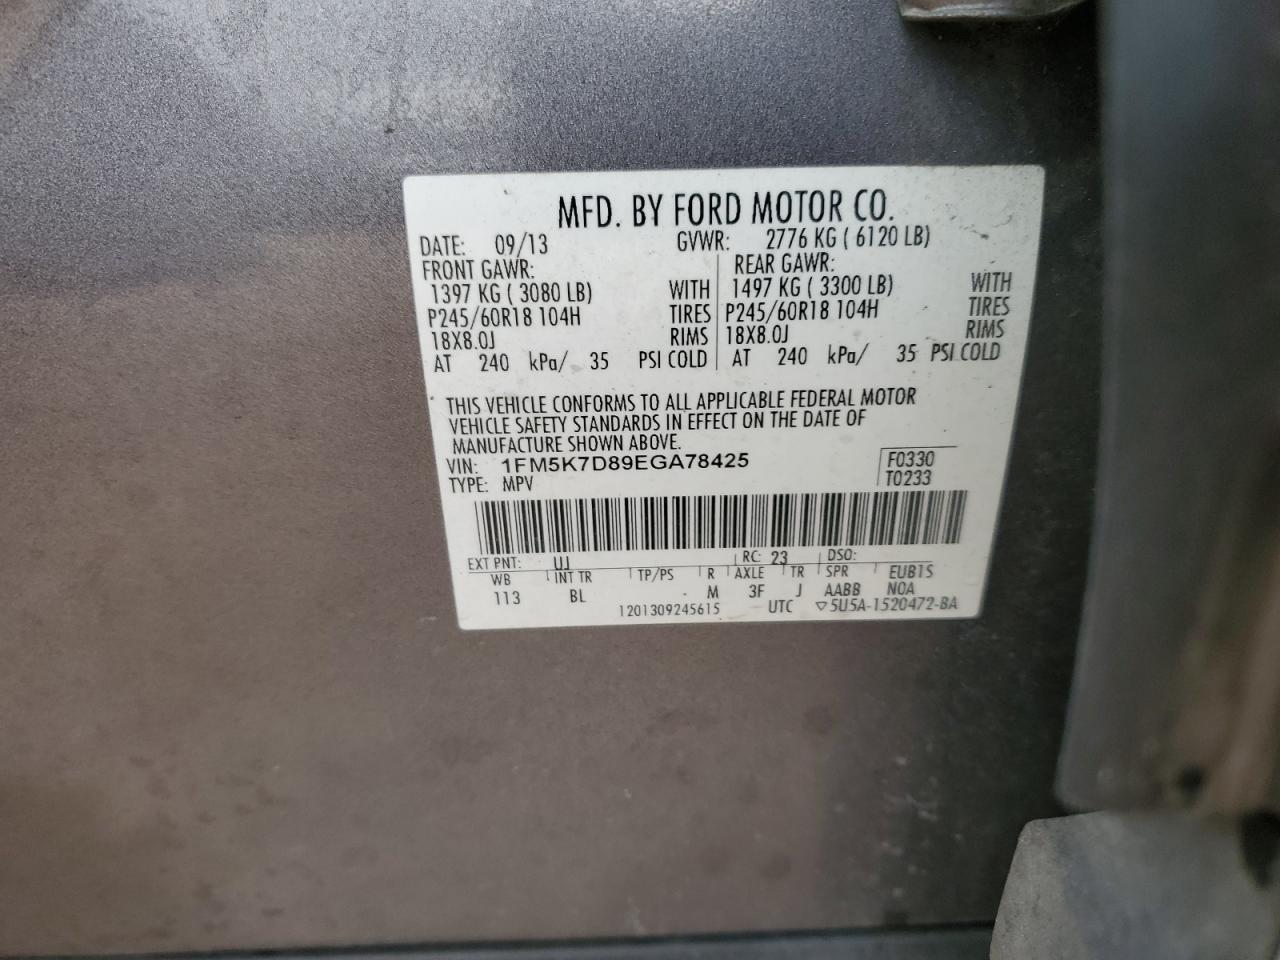 MFD. BY FORD MOTOR CO.
DATE: 09/13 GVWR: 2776 KG ( 6120 LB)
FRONT GAWR: REAR GAWR:
1397 KG ( 3080 LB) WITH 1497 KG ( 3300 LB) WITH
P245/60R18 104H TIRES P245/60R18 104H TIRES
18X8.0J RIMS 18X8.0J RIMS
AT 240 kPa/ 35 PSI COLD AT 240 kPa/ 35 PSI COLD
THIS VEHICLE CONFORMS TO ALL APPLICABLE FEDERAL MOTOR
VEHICLE SAFETY STANDARDS IN EFFECT ON THE DATE OF
MANUFACTURE SHOWN ABOVE.
VIN: 1FM5K7D89EGA78425 F0330
TYPE: MPV T0233
EXT PNT: UJ RC: 23 DSO:
WB INT TR TP/PS R AXLE TR SPR EUB1S
113 BL M 3F J AABB NOA
1201309245615 UTC ▽5U5A-1520472-BA